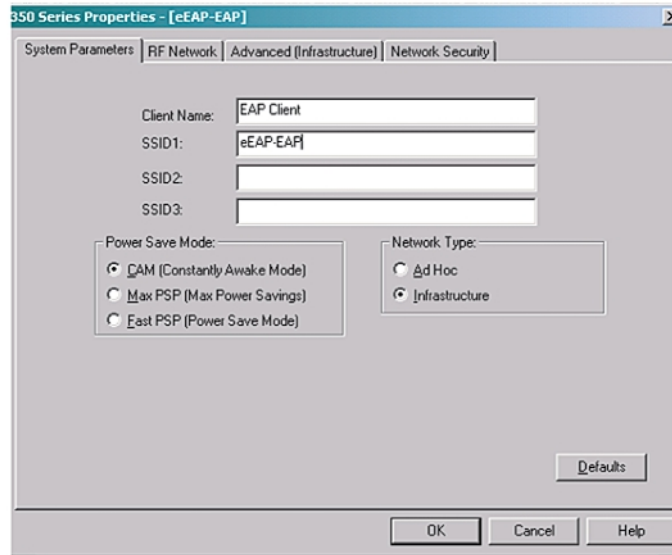 350 Series Properties - [eEAP-EAP]
System Parameters RF Network Advanced (Infrastructure) Network Security
Client Name: EAP Client
SSID1: eEAP-EAP
SSID2:
SSID3:
Power Save Mode:
CAM (Constantly Awake Mode)
Max PSP (Max Power Savings)
Fast PSP (Power Save Mode)
Network Type:
Ad Hoc
Infrastructure
Defaults
OK Cancel Help